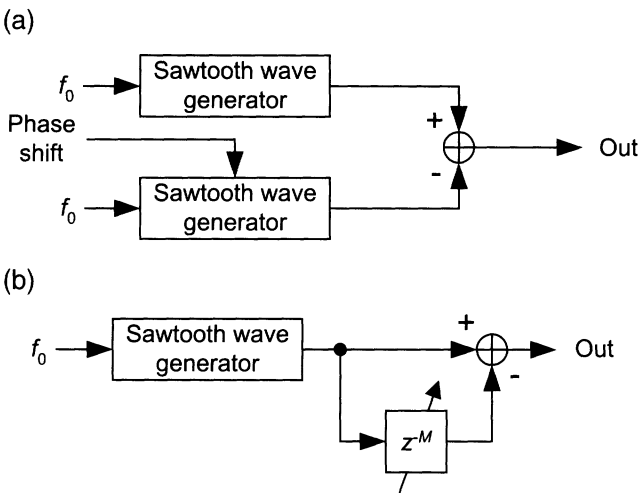 (a)
f0
Sawtooth wave
generator
+
Phase
shift
Out
-
f0
Sawtooth wave
generator
(b)
f0
Sawtooth wave
generator
+
Out
-
z-M